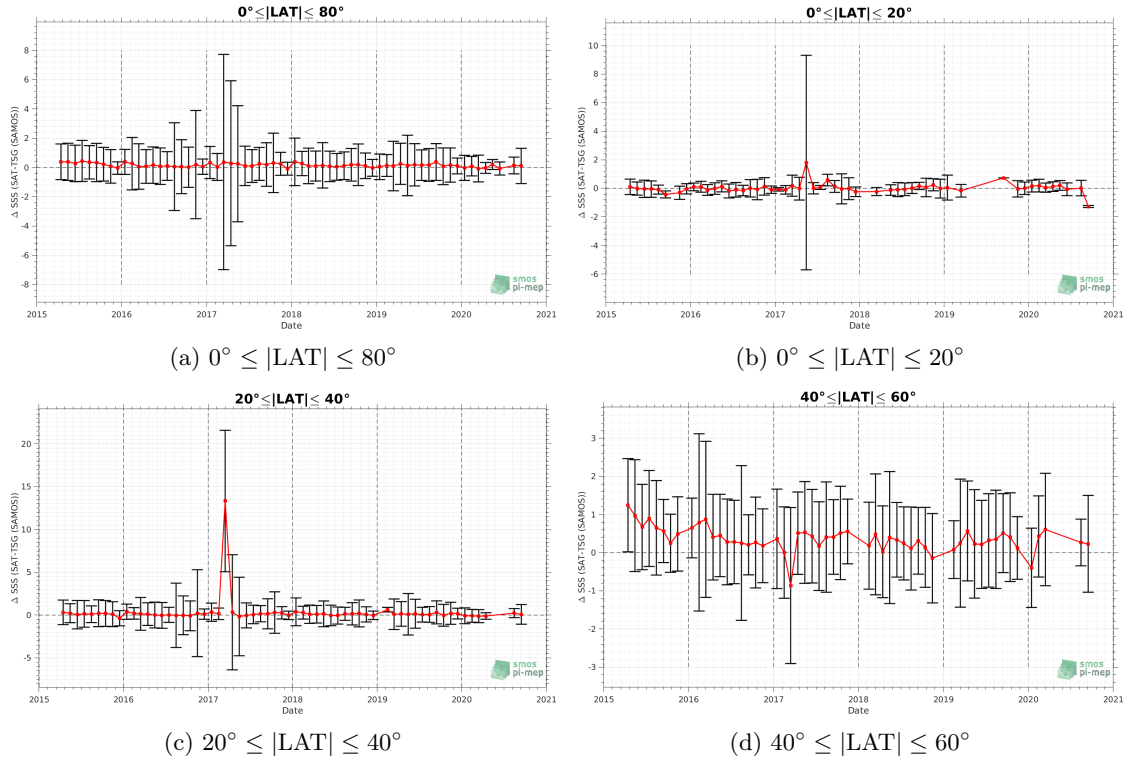 0°≤|LAT|≤ 80°
Δ SSS (SAT-TSG (SAMOS))
8
6
4
2
0
-2
-4
-6
-8
2015 2016 2017 2018 2019 2020 2021
Date
smos
pi-mep
(a) 0° ≤ |LAT| ≤ 80°
0°≤|LAT|≤ 20°
Δ SSS (SAT-TSG (SAMOS))
10
8
6
4
2
0
-2
-4
-6
2015 2016 2017 2018 2019 2020 2021
Date
smos
pi-mep
(b) 0° ≤ |LAT| ≤ 20°
20°≤|LAT|≤ 40°
Δ SSS (SAT-TSG (SAMOS))
20
15
10
5
0
-5
2015 2016 2017 2018 2019 2020 2021
Date
smos
pi-mep
(c) 20° ≤ |LAT| ≤ 40°
40°≤|LAT|≤ 60°
Δ SSS (SAT-TSG (SAMOS))
3
2
1
0
-1
-2
-3
2015 2016 2017 2018 2019 2020 2021
Date
smos
pi-mep
(d) 40° ≤ |LAT| ≤ 60°